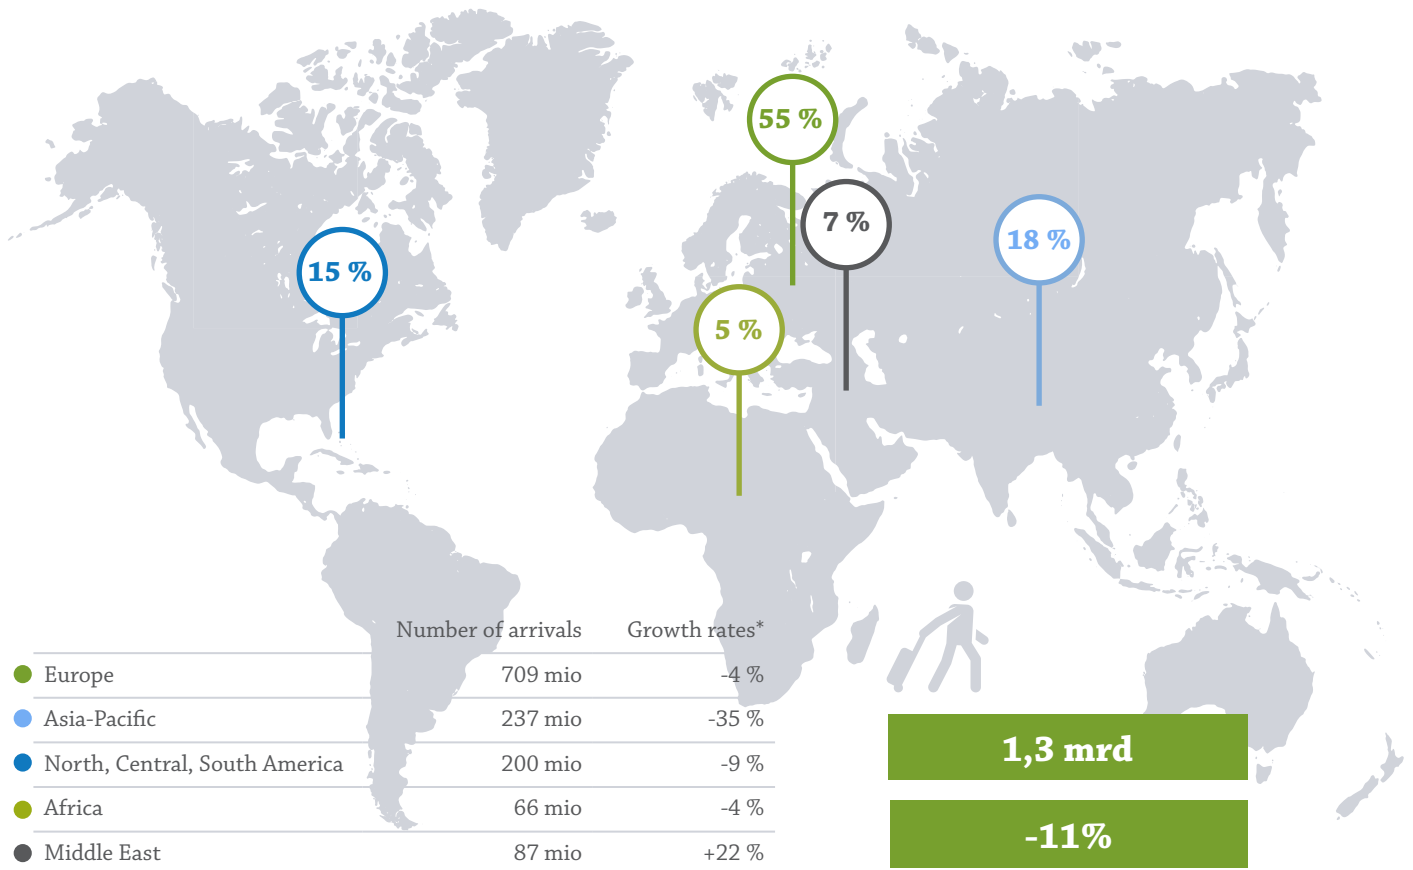 55 %
7 %
18 %
15 %
5 %
Number of arrivals Growth rates*
Europe 709 mio -4 %
Asia-Pacific 237 mio -35 %
North, Central, South America 200 mio -9 %
Africa 66 mio -4 %
Middle East 87 mio +22 %
1,3 mrd
-11%